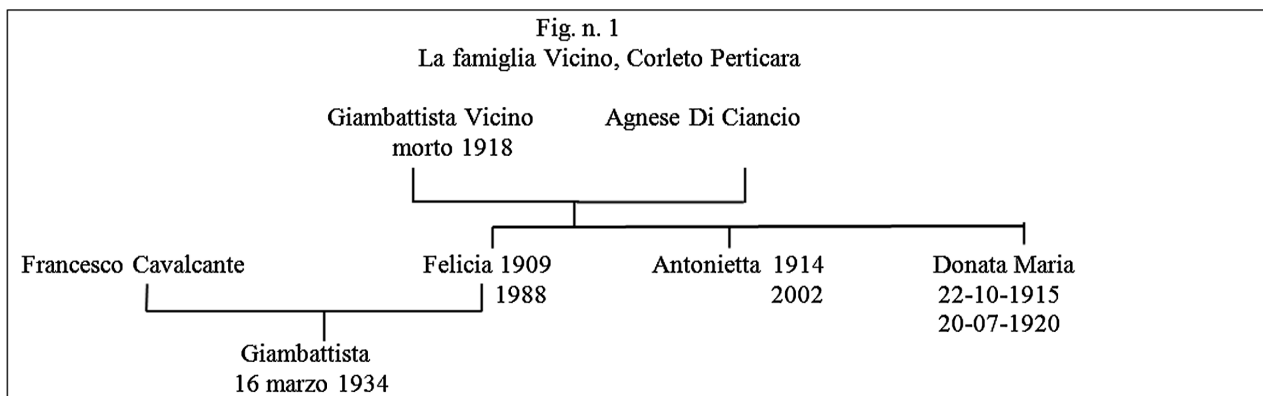 Fig. n. 1
La famiglia Vicino, Corleto Perticara
Giambattista Vicino Agnese Di Ciancio
morto 1918
Francesco Cavalcante Felicia 1909 Antonietta 1914 Donata Maria
1988 2002 22-10-1915
20-07-1920
Giambattista
16 marzo 1934